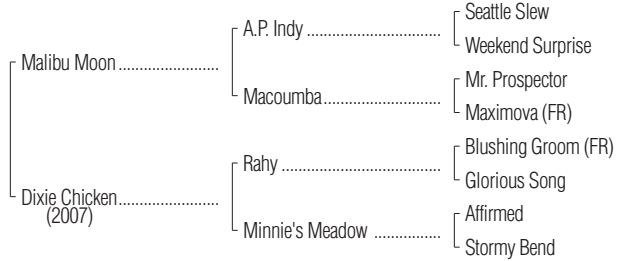 Seattle Slew
A.P. Indy ........................
Weekend Surprise
Malibu Moon ......................
Mr. Prospector
Macoumba..........................
Maximova (FR)
Blushing Groom (FR)
Rahy ...................................
Glorious Song
Dixie Chicken......................
(2007)
Affirmed
Minnie's Meadow ...............
Stormy Bend